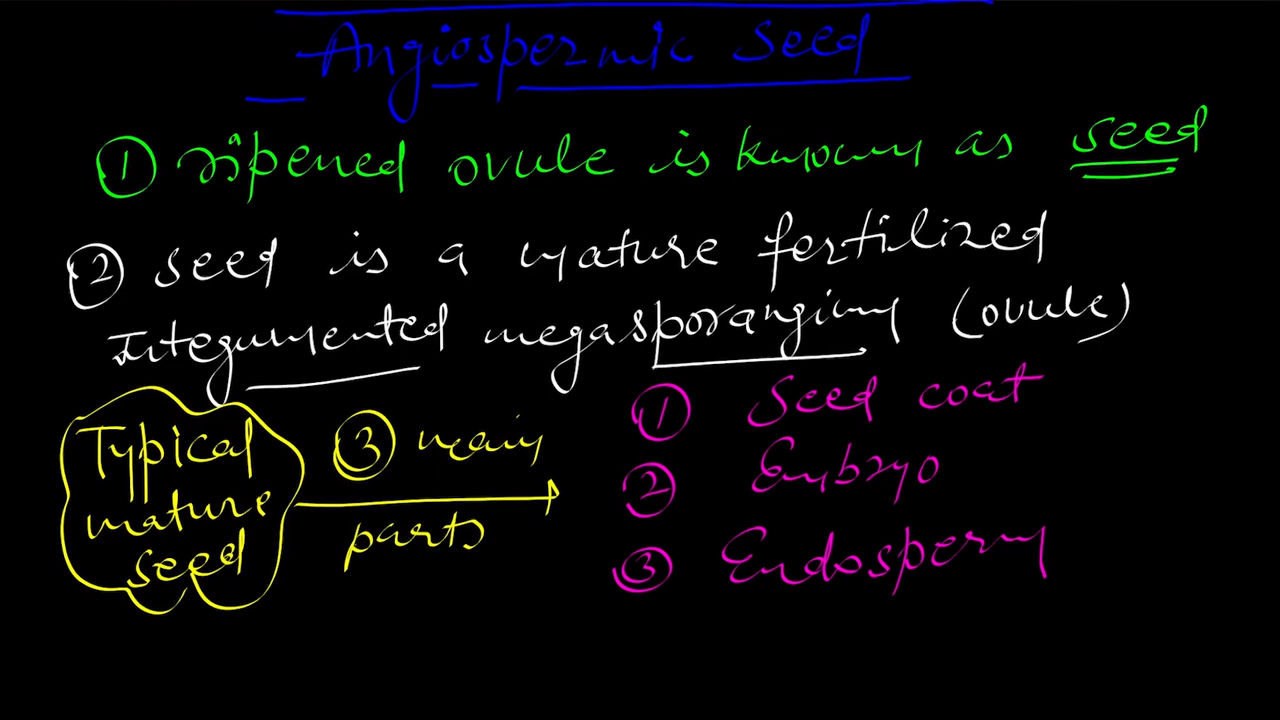 Angiospermic Seed
① ripened ovule is known as seed
② seed is a mature fertilized
Integumented megasporangium (ovule)
Typical mature seed
③ main parts
① Seed coat
② Embryo
③ Endosperm